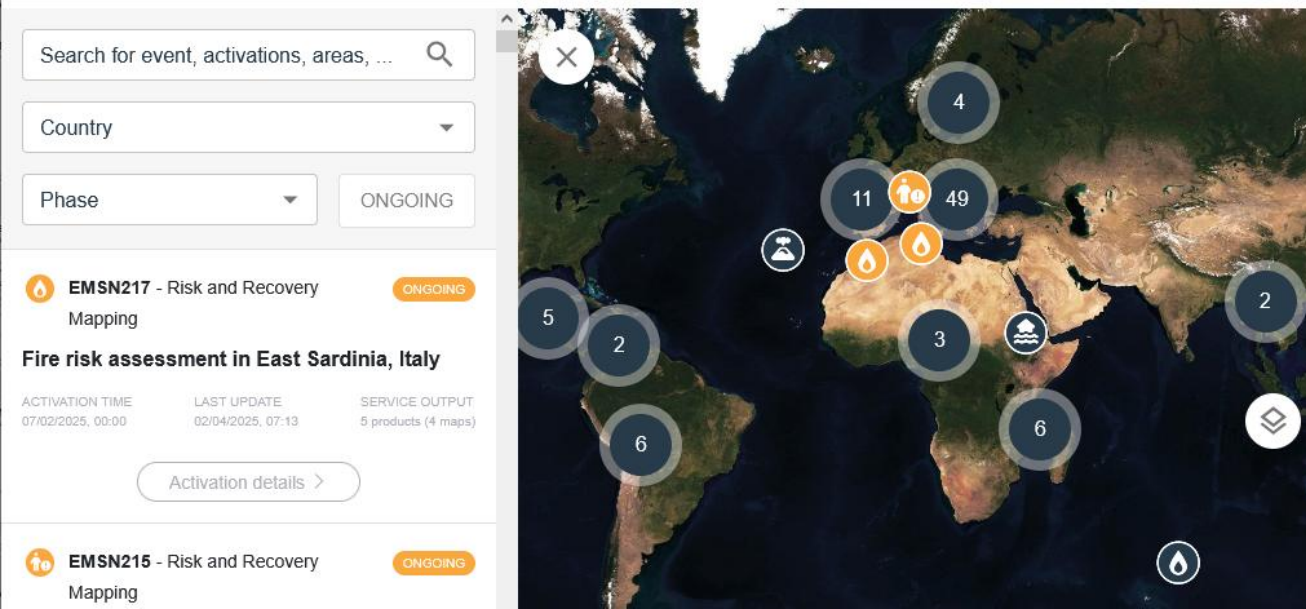 Search for event, activations, areas, ...
Country
Phase
ONGOING
EMSN217 - Risk and Recovery
ONGOING
Mapping
Fire risk assessment in East Sardinia, Italy
ACTIVATION TIME
LAST UPDATE
SERVICE OUTPUT
07/02/2025, 00:00
02/04/2025, 07:13
5 products (4 maps)
Activation details
EMSN215 - Risk and Recovery
ONGOING
Mapping
4
11
49
5
2
3
2
6
6